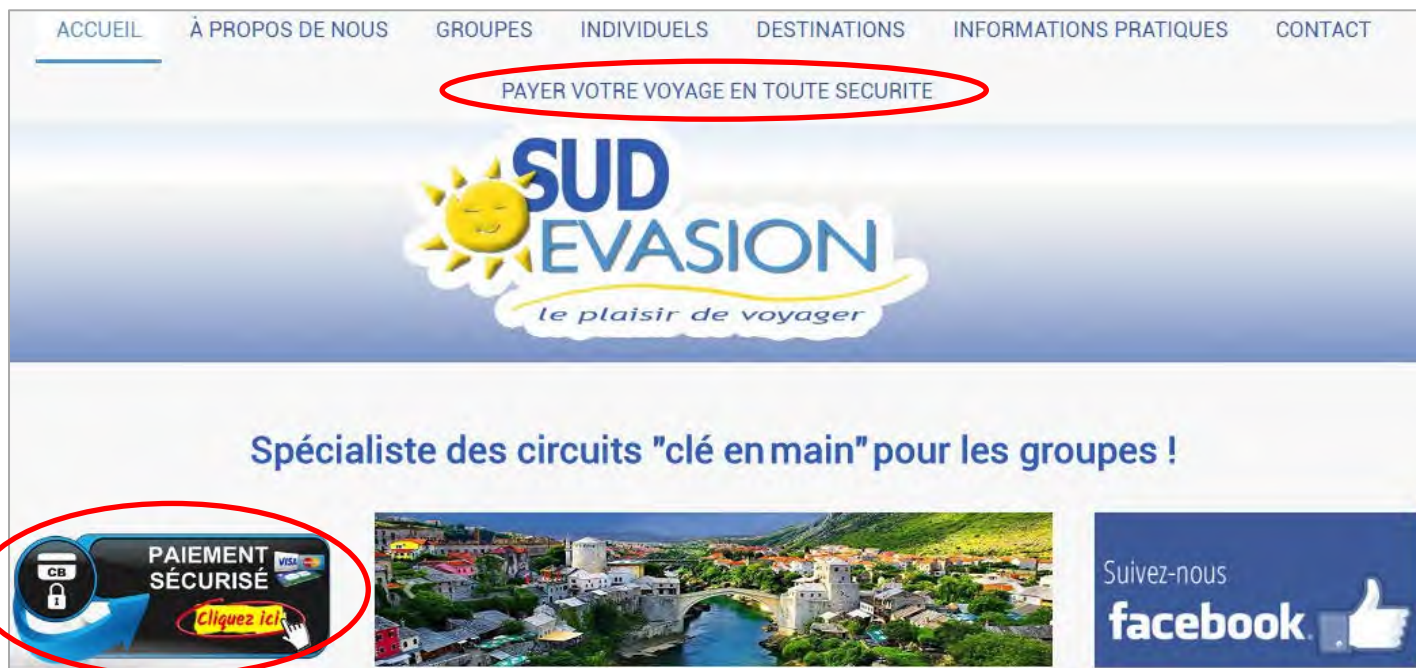 ACCUEIL À PROPOS DE NOUS GROUPES INDIVIDUELS DESTINATIONS INFORMATIONS PRATIQUES CONTACT
PAYER VOTRE VOYAGE EN TOUTE SECURITE
SUD
EVASION
le plaisir de voyager
Spécialiste des circuits "clé en main" pour les groupes !
CB
PAIEMENT
SÉCURISÉ
VISA
Cliquez ici
Suivez-nous
facebook.